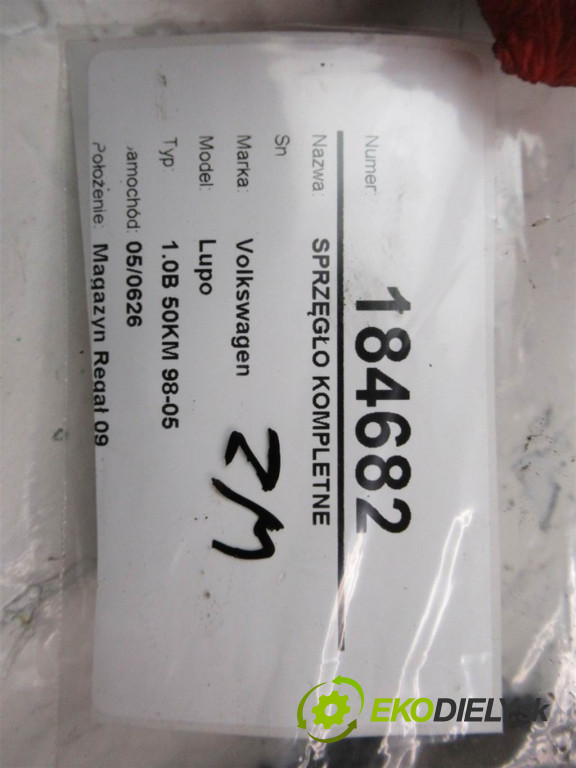 Numer: 184682
Nazwa: SPRZĘGŁO KOMPLETNE
Sn
Marka: Volkswagen
Model: Lupo
Typ: 1.0B 50KM 98-05
amochód: 05/0626
Położenie: Magazyn Regał 09
ZM
EKODIELY.sk